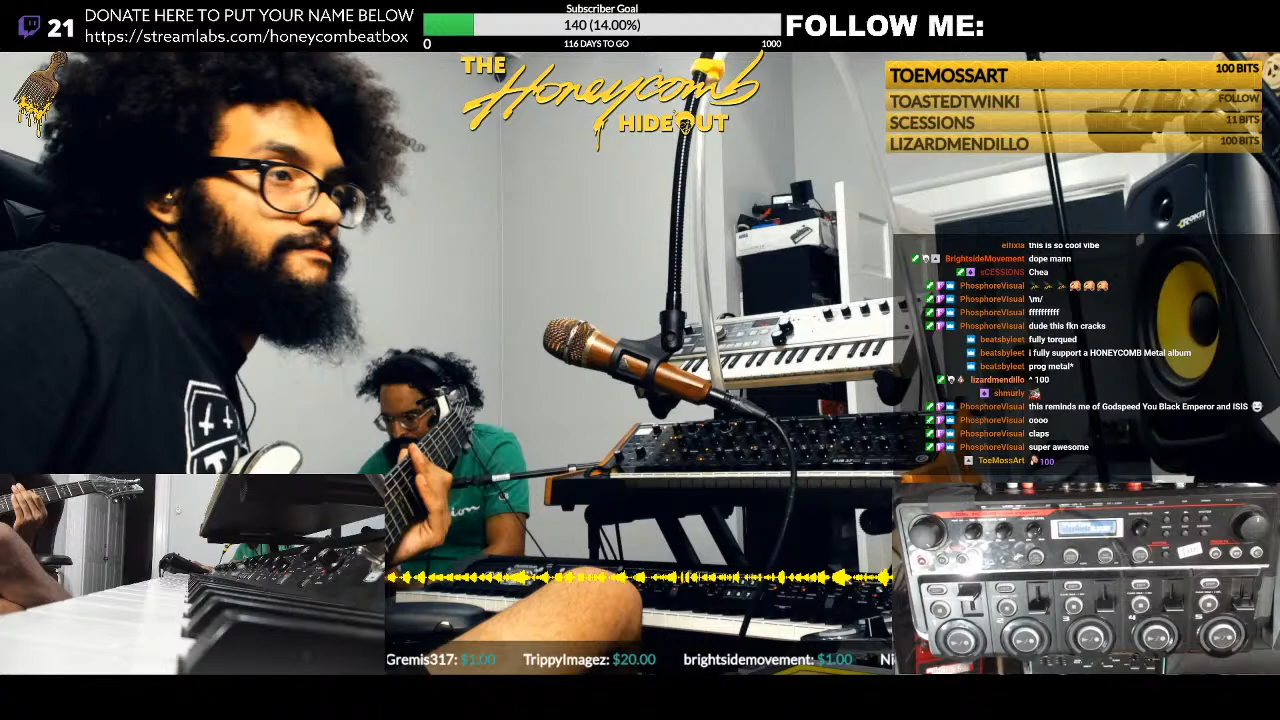 21
DONATE HERE TO PUT YOUR NAME BELOW
https://streamlabs.com/honeycombeatbox
Subscriber Goal
140 (14.00%)
0
116 DAYS TO GO
1000
FOLLOW ME:
THE
Honeycomb
HIDEOUT
TOEMOSSART 100 BITS
TOASTEDTWINKI FOLLOW
SCESSIONS 11 BITS
LIZARDMENDILLO 100 BITS
elfixia this is so cool vibe
BrightsideMovement dope mann
sCESSIONS Chea
PhosphoreVisual
PhosphoreVisual \m/
PhosphoreVisual ffffffffff
PhosphoreVisual dude this fkn cracks
beatsbyleet fully torqued
beatsbyleet i fully support a HONEYCOMB Metal album
beatsbyleet prog metal*
lizardmendillo ^ 100
shmurly
PhosphoreVisual this reminds me of Godspeed You Black Emperor and ISIS
PhosphoreVisual oooo
PhosphoreVisual claps
PhosphoreVisual super awesome
ToeMossArt 100
ROKIT
Gremis317: $1.00 TrippyImagez: $20.00 brightsidemovement: $1.00 Ni